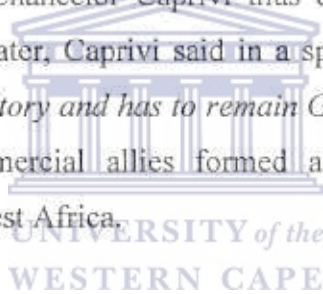 Chancellor Caprivi thus
ater, Caprivi said in a sp
tory and has to remain
mercial allies formed a
est Africa.
UNIVERSITY of the
WESTERN CAPE